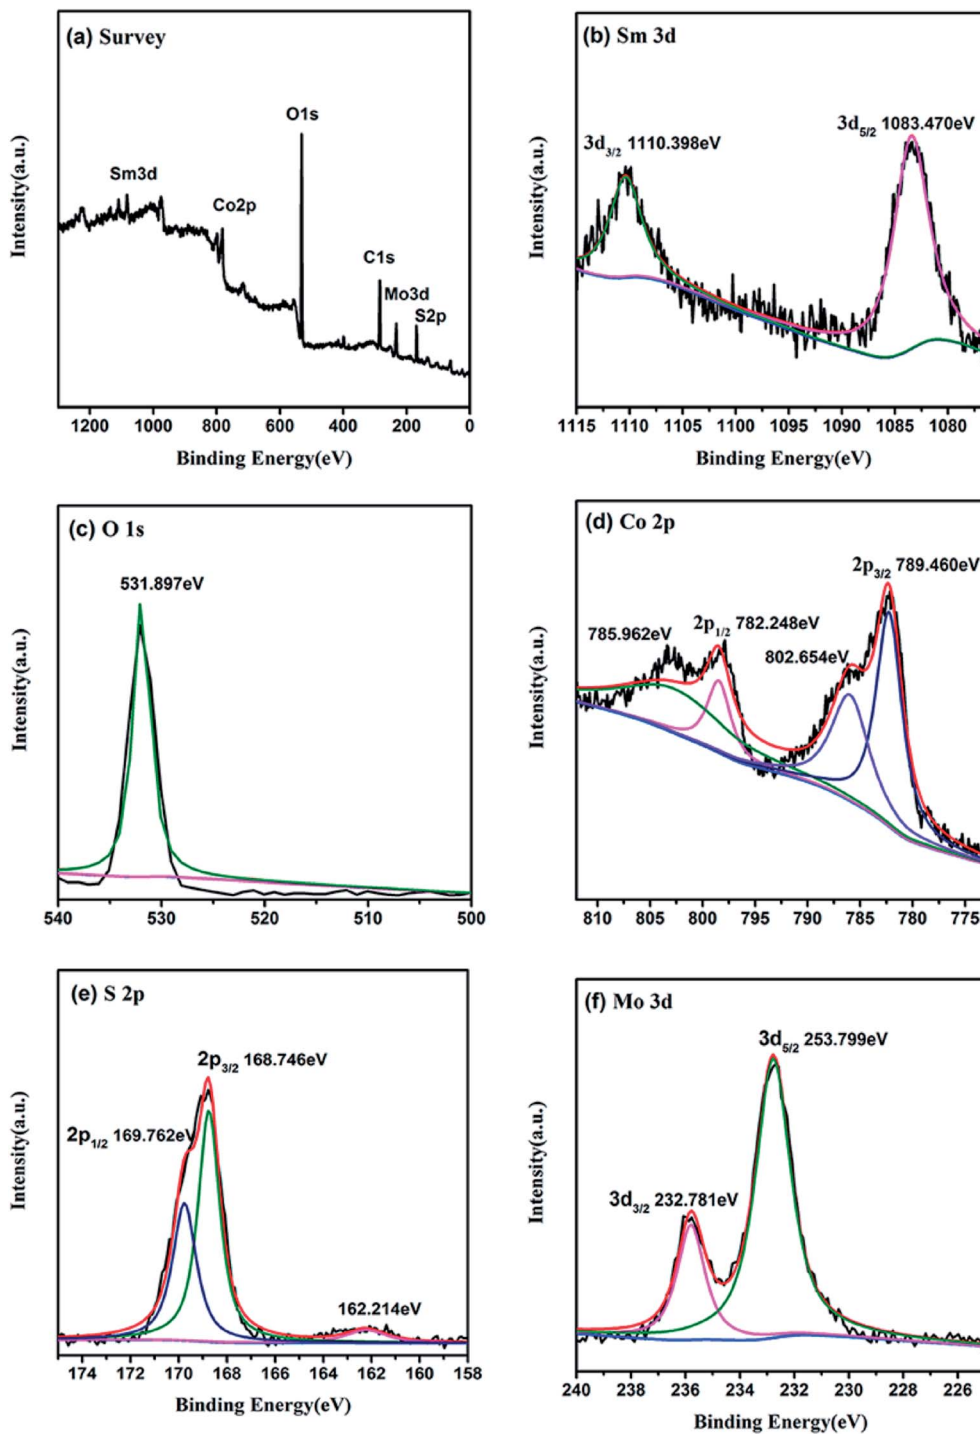 (a) Survey
O1s
Sm3d
Co2p
C1s
Mo3d
S2p
Intensity(a.u.)
1200 1000 800 600 400 200 0
Binding Energy(eV)
(b) Sm 3d
3d5/2 1083.470eV
3d3/2 1110.398eV
Intensity(a.u.)
1115 1110 1105 1100 1095 1090 1085 1080
Binding Energy(eV)
(c) O 1s
531.897eV
Intensity(a.u.)
540 530 520 510 500
(d) Co 2p
2p3/2 789.460eV
2p1/2 782.248eV
785.962eV
802.654eV
Intensity(a.u.)
810 805 800 795 790 785 780 775
Binding Energy(eV)
(e) S 2p
2p3/2 168.746eV
2p1/2 169.762eV
162.214eV
Intensity(a.u.)
174 172 170 168 166 164 162 160 158
Binding Energy(eV)
(f) Mo 3d
3d5/2 253.799eV
3d3/2 232.781eV
Intensity(a.u.)
240 238 236 234 232 230 228 226
Binding Energy(eV)